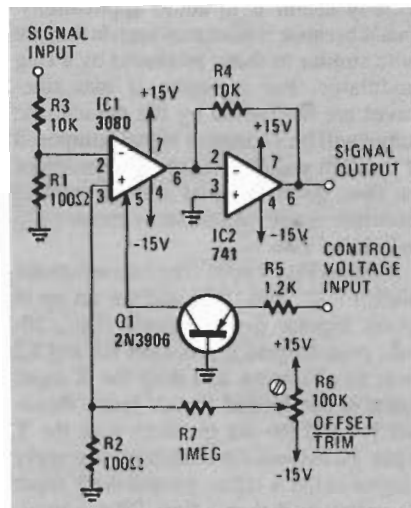 SIGNAL
INPUT
R3
10K
R1
100Ω
IC1
3080
+15V
7
2
-
6
+
3
5
4
-15V
R4
10K
+15V
7
2
-
6
+
3
4
-15V
IC2
741
SIGNAL
OUTPUT
CONTROL
VOLTAGE
INPUT
R5
1.2K
Q1
2N3906
+15V
R6
100K
OFFSET
TRIM
-15V
R7
1MEG
R2
100Ω